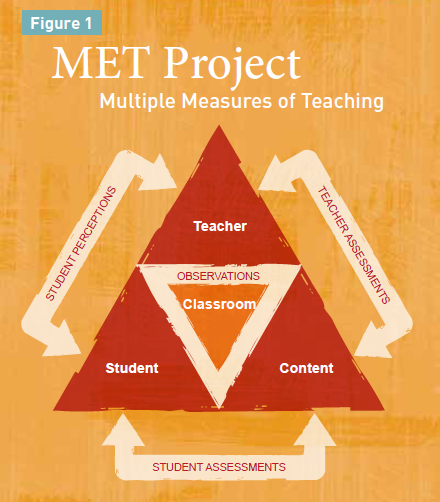 Figure 1
MET Project
Multiple Measures of Teaching
STUDENT PERCEPTIONS
TEACHER ASSESSMENTS
Teacher
OBSERVATIONS
Classroom
Student
Content
STUDENT ASSESSMENTS